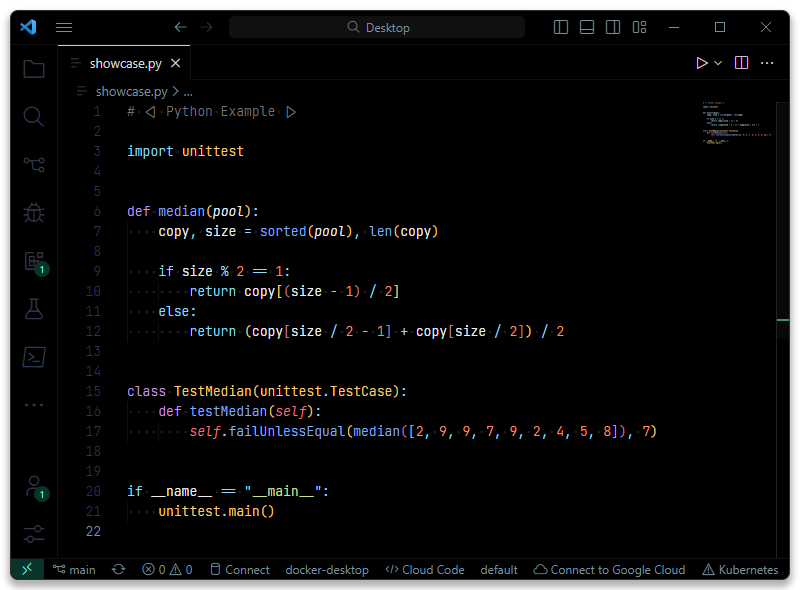 Desktop
showcase.py
showcase.py > ...
1 # ◁ Python Example ▷
2
3 import unittest
4
5
6 def median(pool):
7 ····copy, size = sorted(pool), len(copy)
8
9 ····if size % 2 == 1:
10 ········return copy[(size - 1) / 2]
11 ····else:
12 ········return (copy[size / 2 - 1] + copy[size / 2]) / 2
13
14
15 class TestMedian(unittest.TestCase):
16 ····def testMedian(self):
17 ········self.failUnlessEqual(median([2, 9, 9, 7, 9, 2, 4, 5, 8]), 7)
18
19
20 if __name__ == "__main__":
21 ····unittest.main()
22
1
1
main 0 0 Connect docker-desktop Cloud Code default Connect to Google Cloud Kubernetes